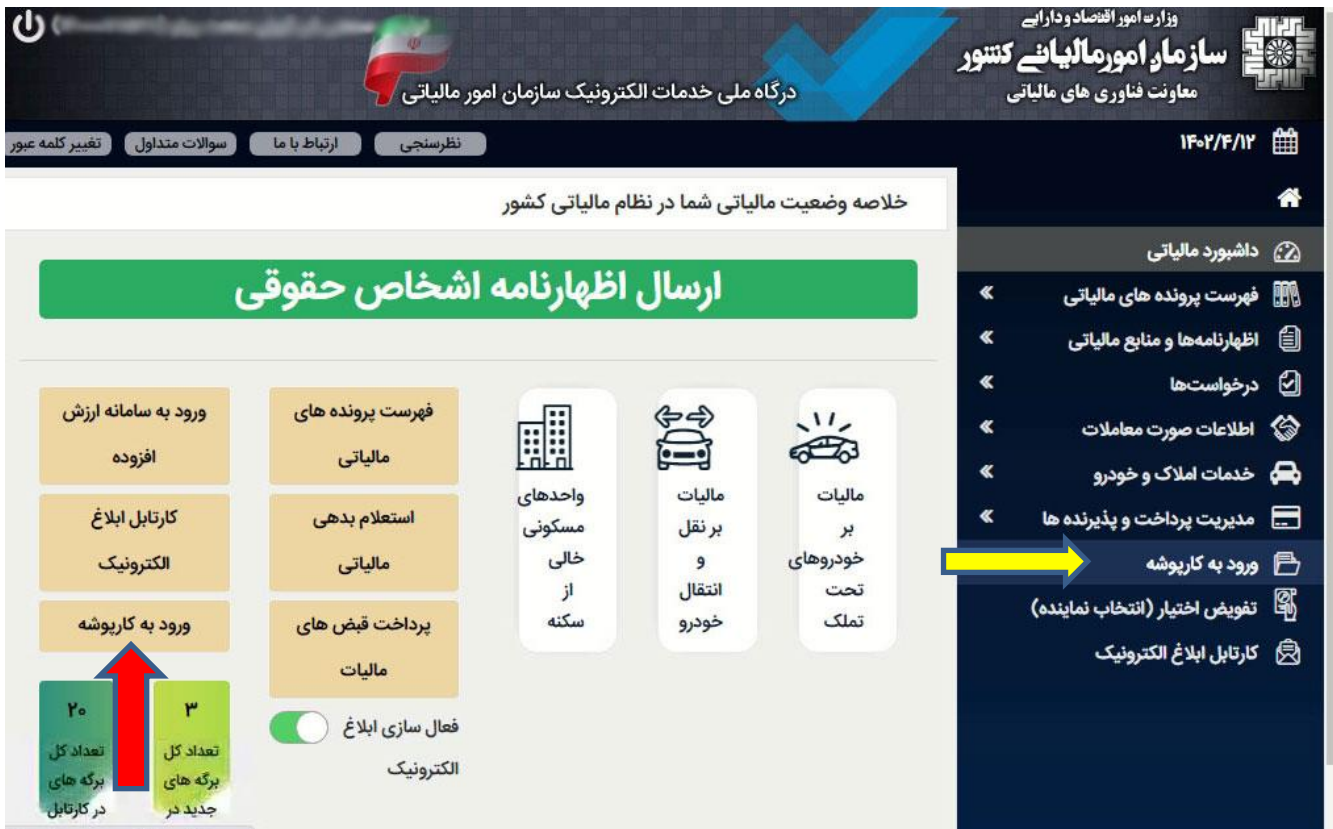 وزارت امور اقتصاد و دارایی
سازمان امور مالیاتی کشور
معاونت فناوری های مالیاتی
درگاه ملی خدمات الکترونیک سازمان امور مالیاتی
۱۴۰۲/۴/۱۲
نظرسنجی
ارتباط با ما
سوالات متداول
تغییر کلمه عبور
داشبورد مالیاتی
فهرست پرونده های مالیاتی
اظهارنامه‌ها و منابع مالیاتی
درخواست‌ها
اطلاعات صورت معاملات
خدمات املاک و خودرو
مدیریت پرداخت و پذیرنده ها
ورود به کارپوشه
تفویض اختیار (انتخاب نماینده)
کارتابل ابلاغ الکترونیک
خلاصه وضعیت مالیاتی شما در نظام مالیاتی کشور
ارسال اظهارنامه اشخاص حقوقی
مالیات
بر
خودروهای
تحت
تملک
مالیات
بر نقل
و
انتقال
خودرو
واحدهای
مسکونی
خالی
از
سکنه
فهرست پرونده های
مالیاتی
استعلام بدهی
مالیاتی
پرداخت قبض های
مالیات
فعال سازی ابلاغ
الکترونیک
ورود به سامانه ارزش
افزوده
کارتابل ابلاغ
الکترونیک
ورود به کارپوشه
۳
تعداد کل
برگه های
جدید در
۲۰
تعداد کل
برگه های
در کارتابل